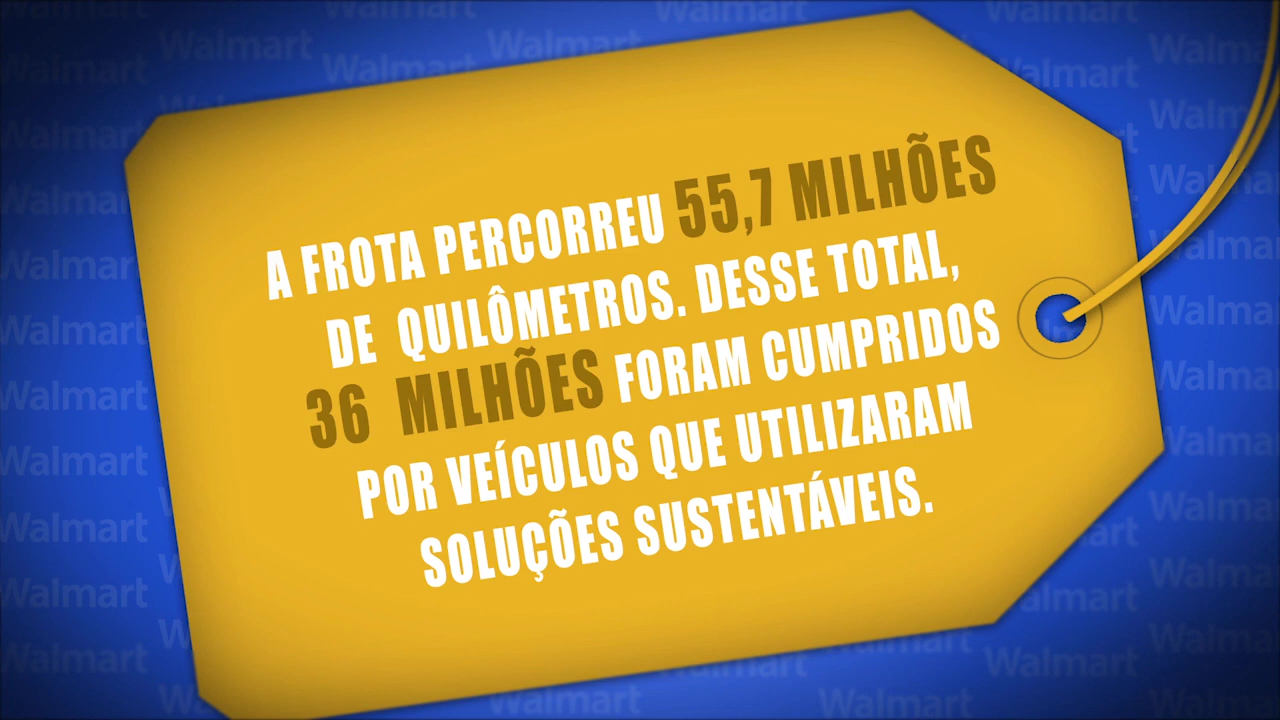 A FROTA PERCORREU 55,7 MILHÕES
DE QUILÔMETROS. DESSE TOTAL,
36 MILHÕES FORAM CUMPRIDOS
POR VEÍCULOS QUE UTILIZARAM
SOLUÇÕES SUSTENTÁVEIS.
Walmart